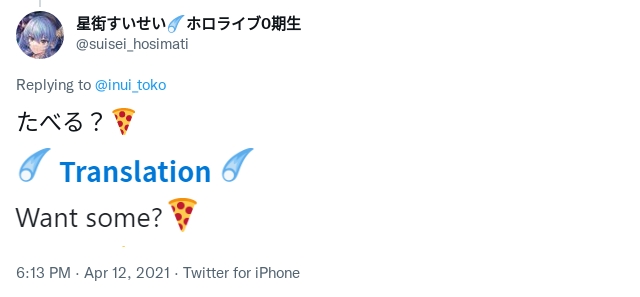 星街すいせい☄️ホロライブ0期生
@suisei_hosimati
Replying to @inui_toko
たべる？🍕
☄️ Translation ☄️
Want some?🍕
6:13 PM · Apr 12, 2021 · Twitter for iPhone